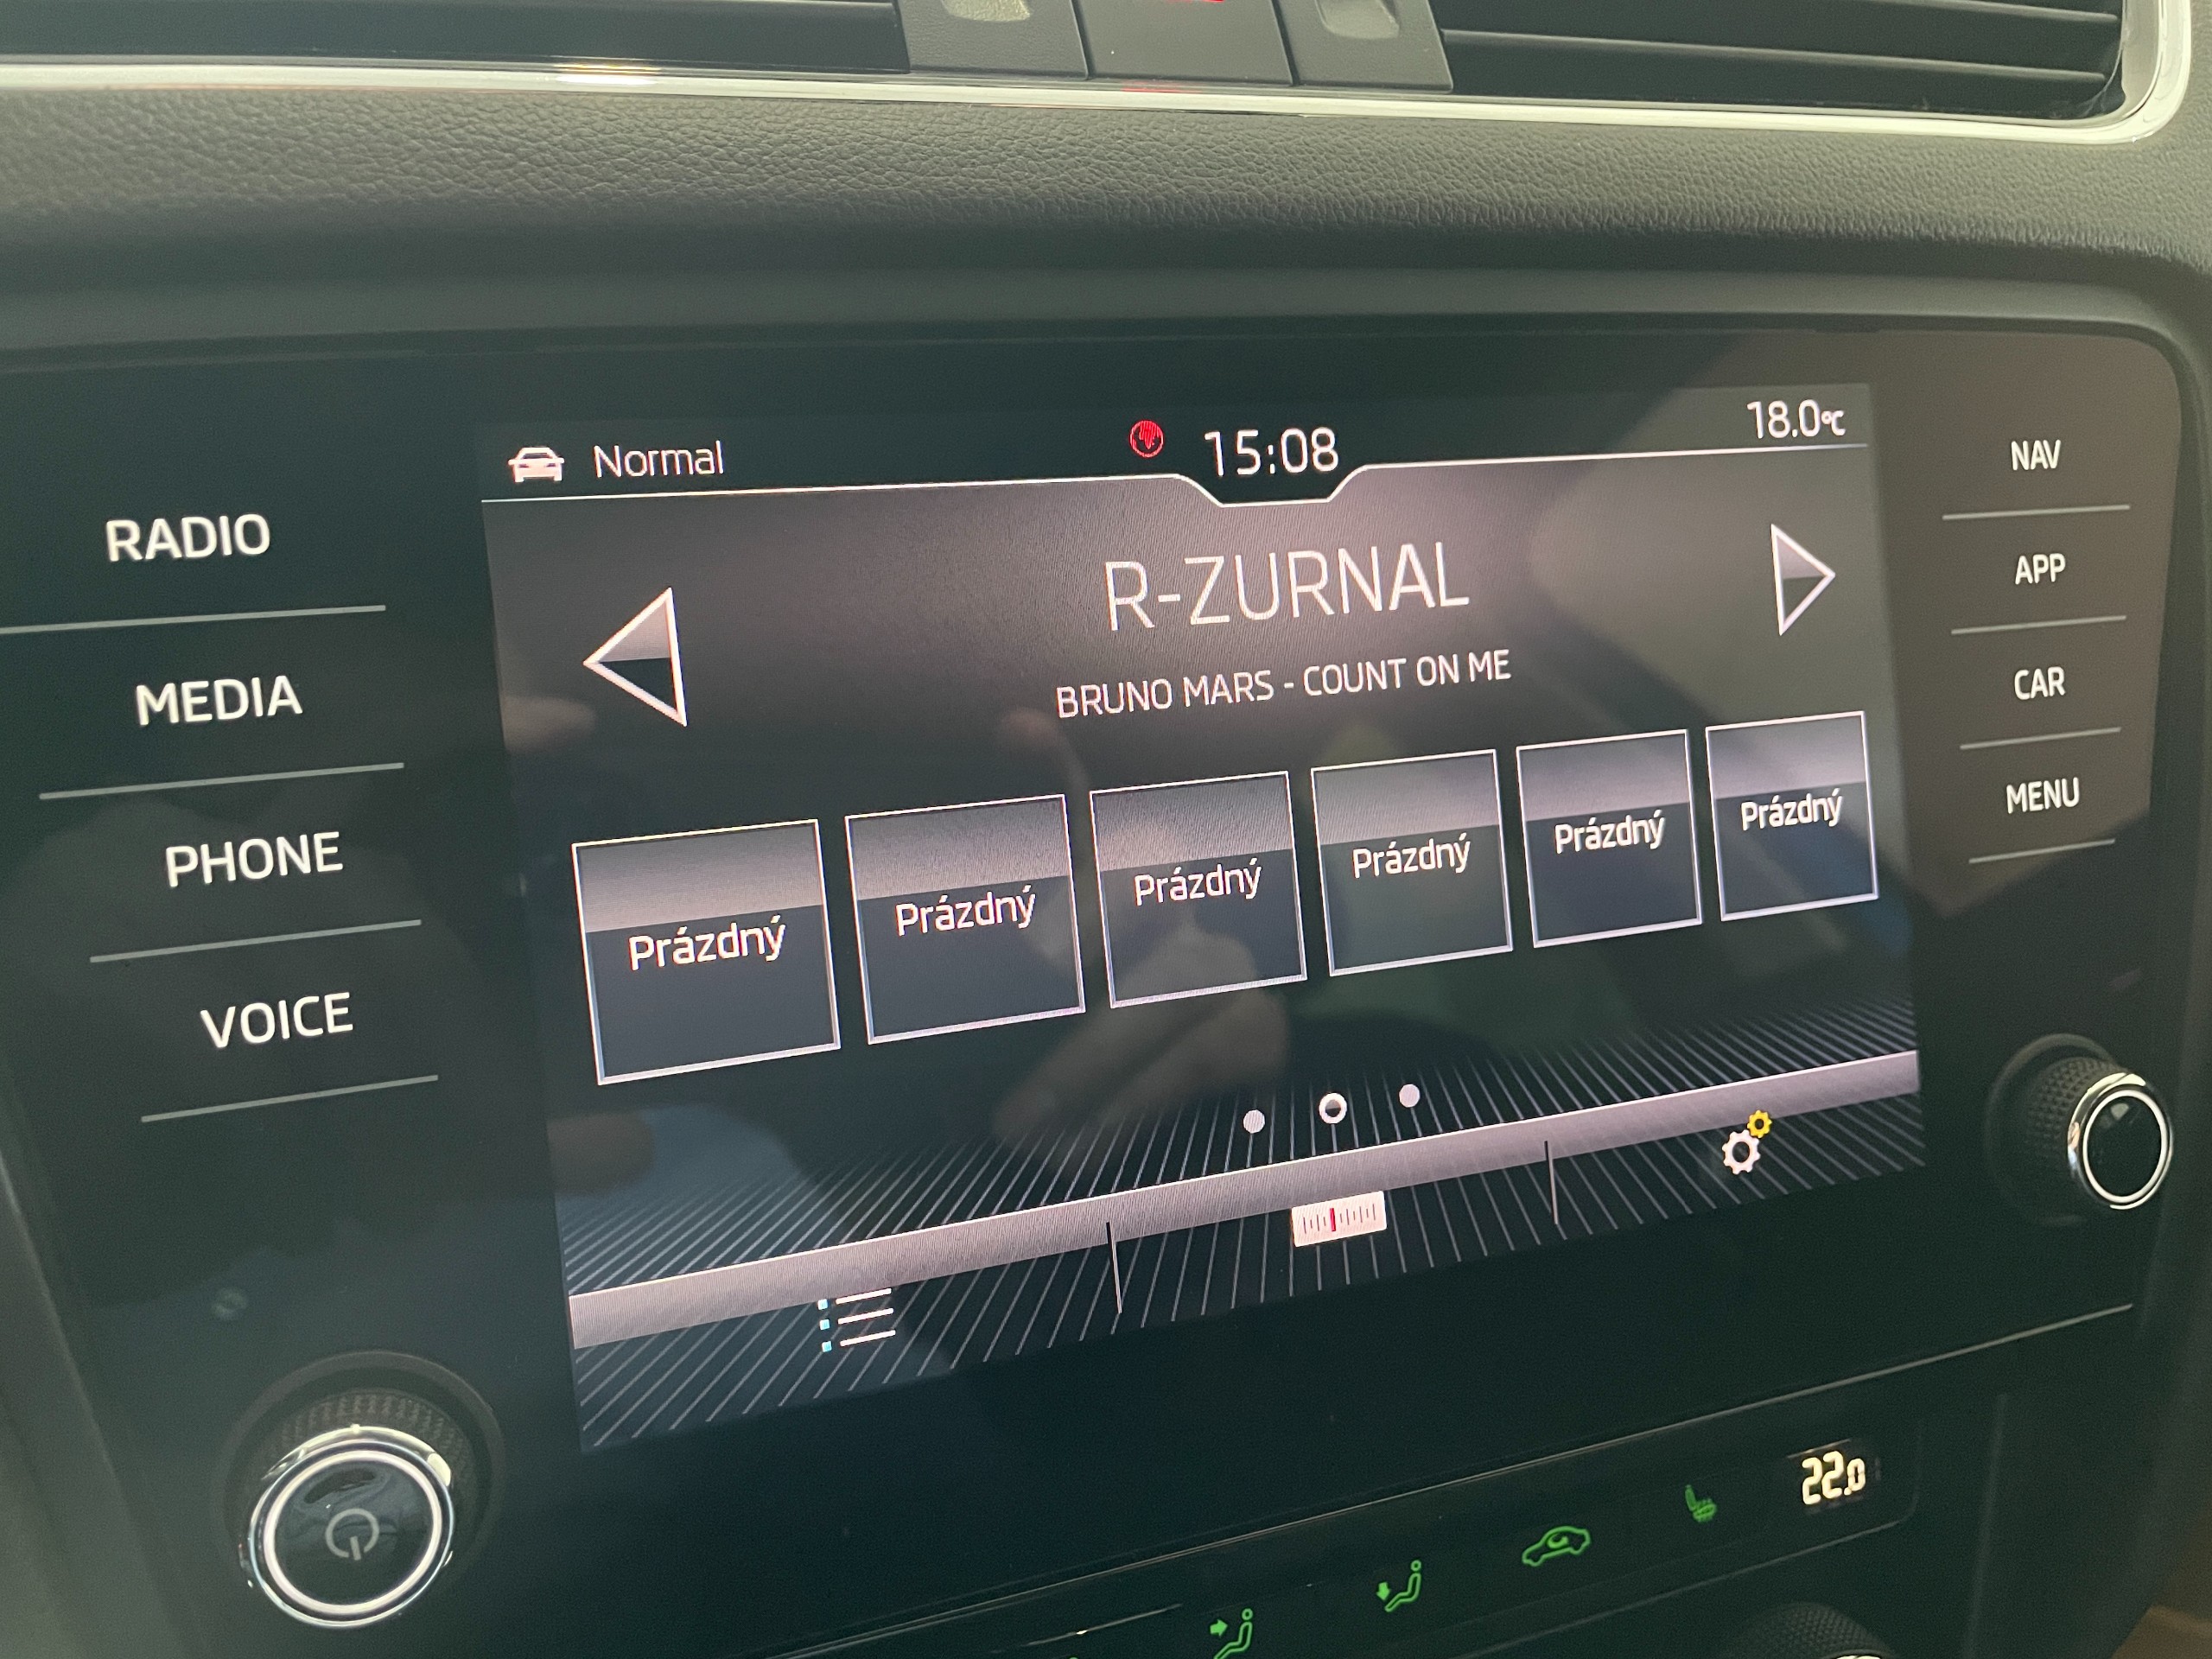 Normal
15:08
18.0°C
RADIO
MEDIA
PHONE
VOICE
R-ZURNAL
BRUNO MARS - COUNT ON ME
Prázdný
Prázdný
Prázdný
Prázdný
Prázdný
Prázdný
NAV
APP
CAR
MENU
22.0